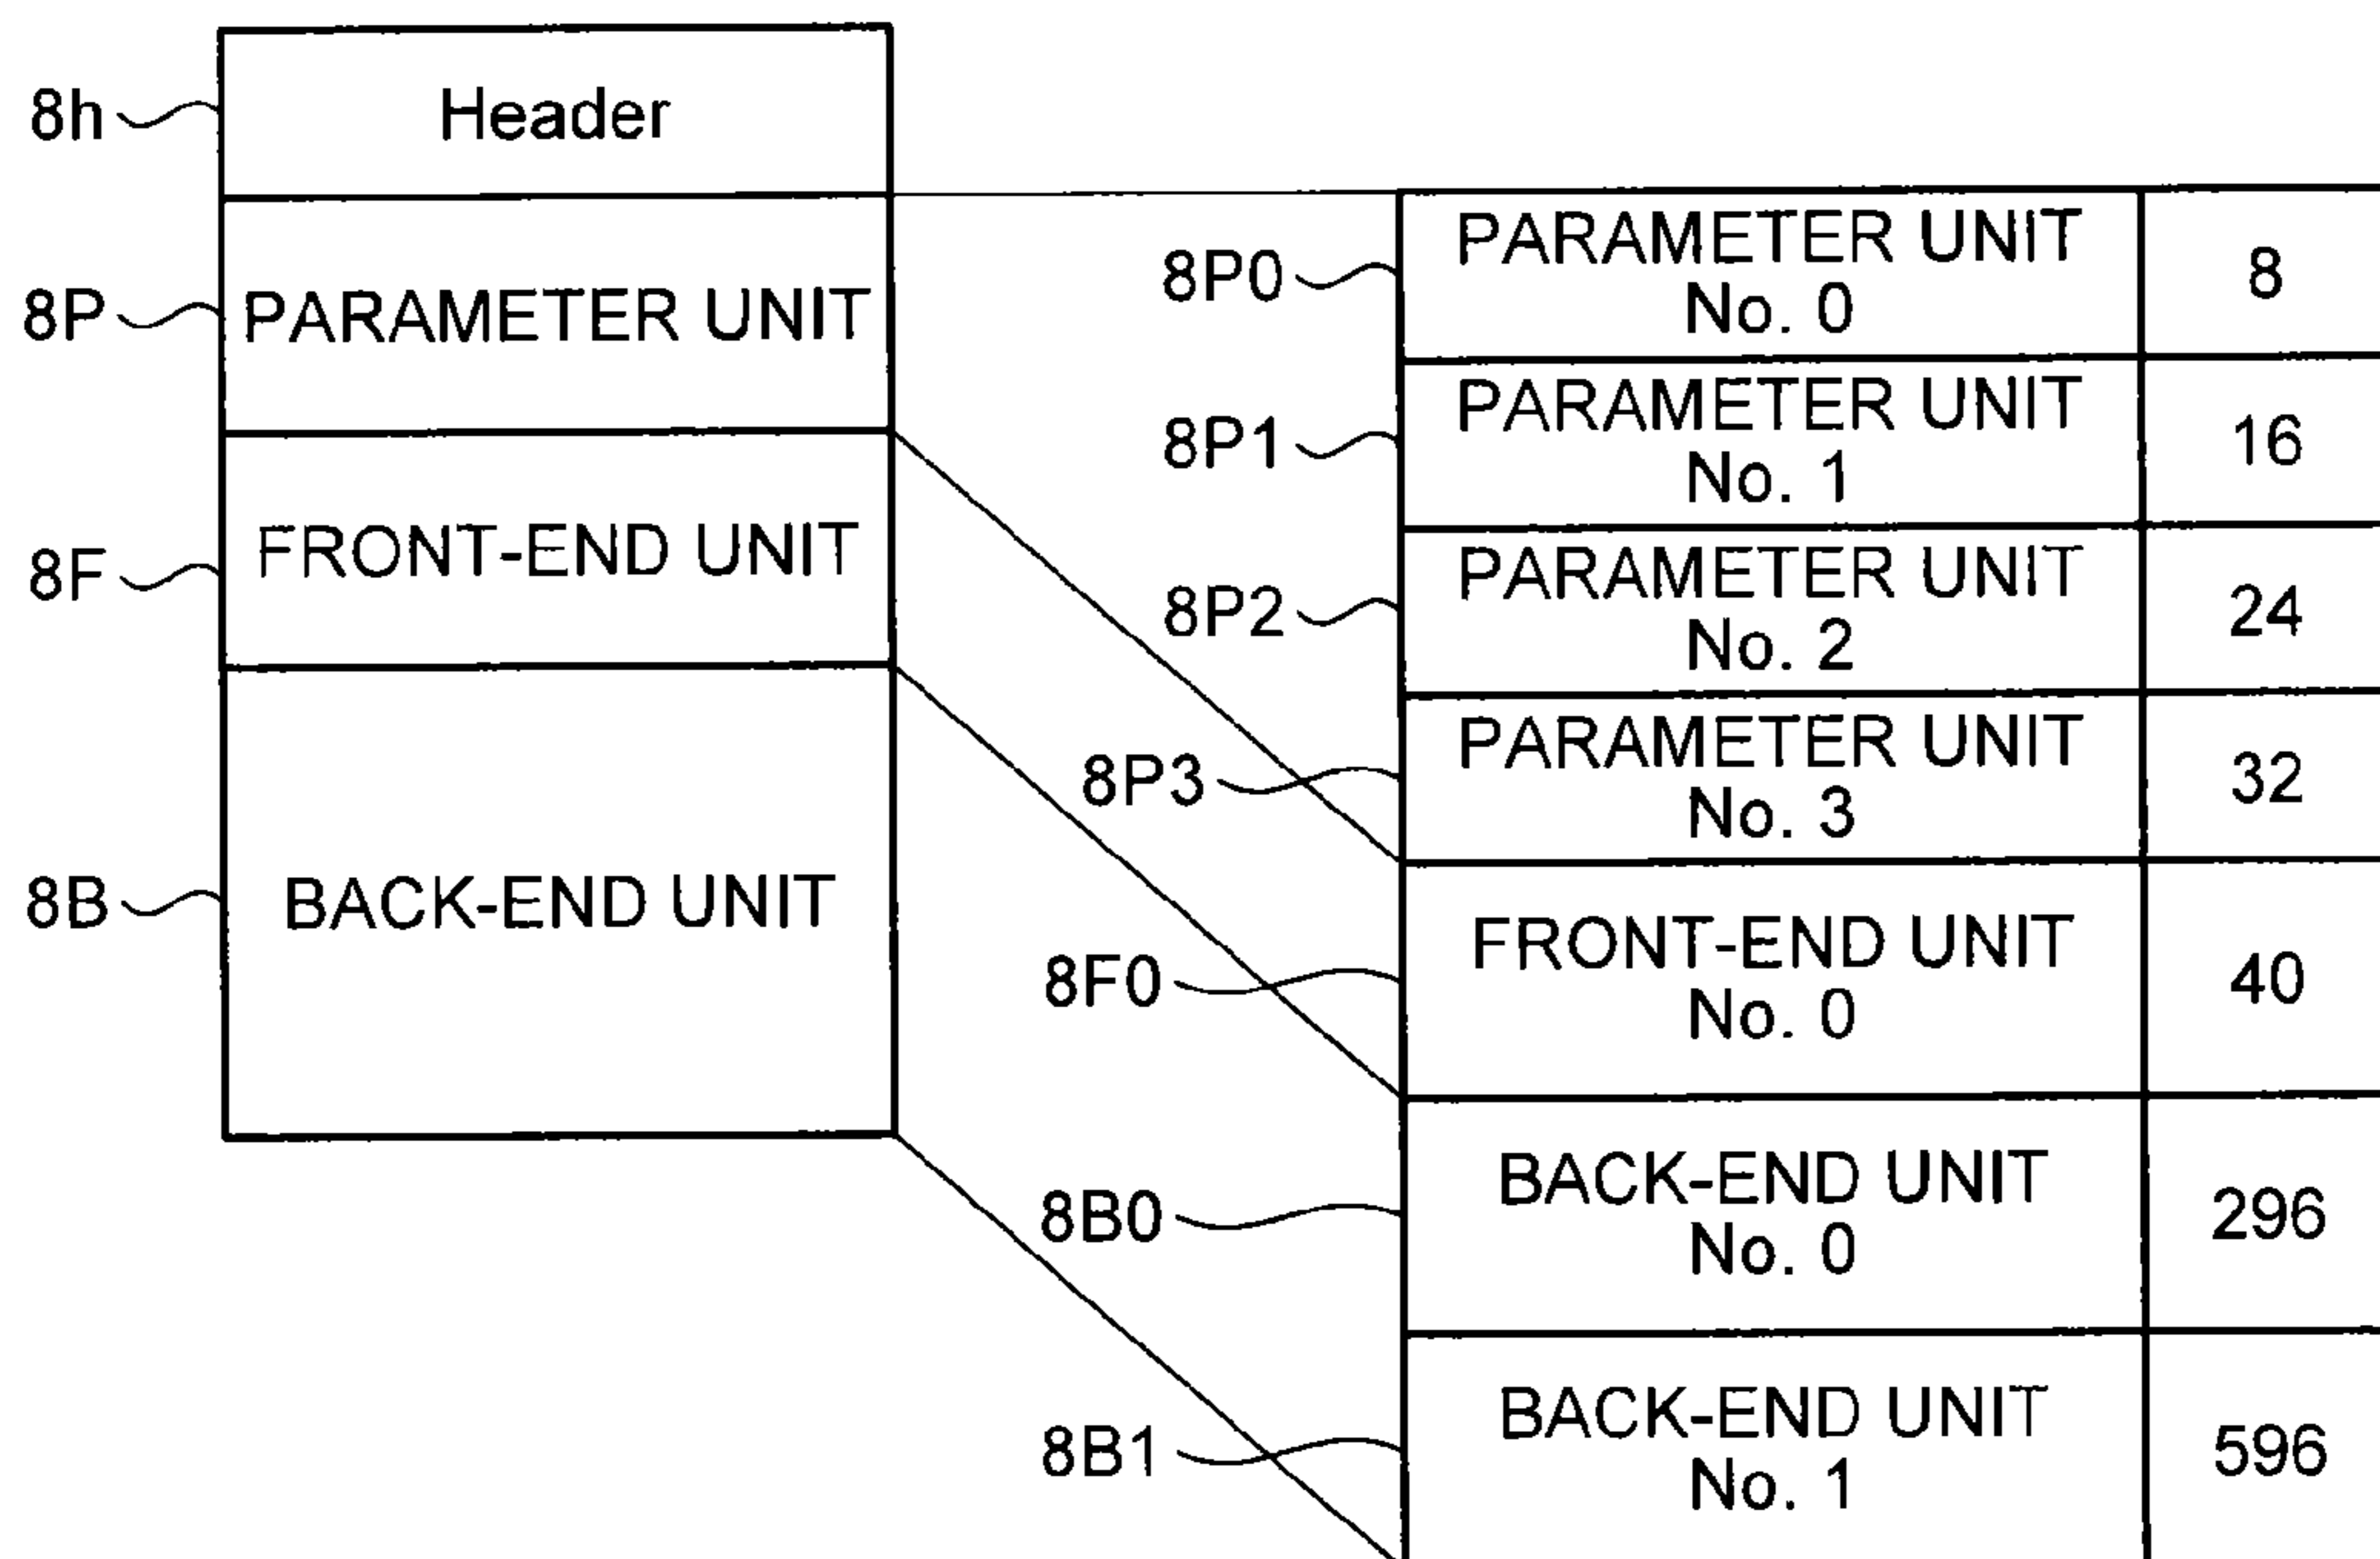 8h Header
8P PARAMETER UNIT
8F FRONT-END UNIT
8B BACK-END UNIT
8P0 PARAMETER UNIT 8
No. 0
8P1 PARAMETER UNIT 16
No. 1
8P2 PARAMETER UNIT 24
No. 2
8P3 PARAMETER UNIT 32
No. 3
8F0 FRONT-END UNIT 40
No. 0
8B0 BACK-END UNIT 296
No. 0
8B1 BACK-END UNIT 596
No. 1